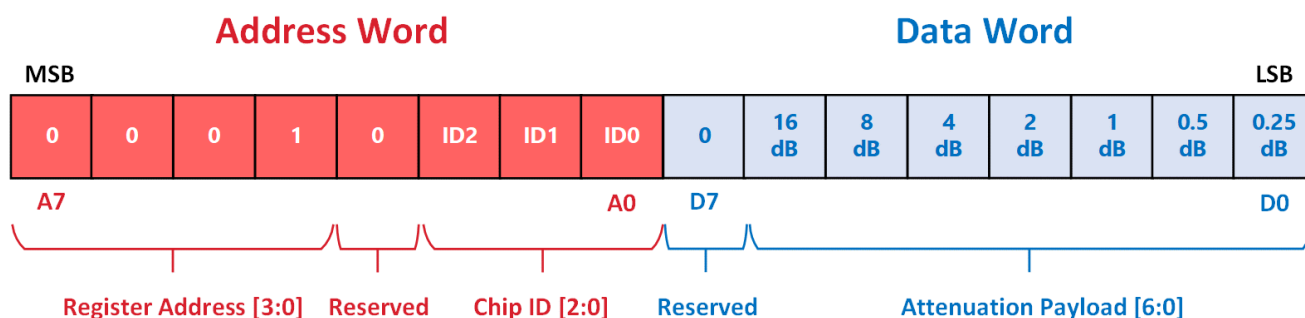 Address Word Data Word
MSB LSB
0 0 0 1 0 ID2 ID1 ID0 0 16 dB 8 dB 4 dB 2 dB 1 dB 0.5 dB 0.25 dB
A7 A0 D7 D0
Register Address [3:0] Reserved Chip ID [2:0] Reserved Attenuation Payload [6:0]